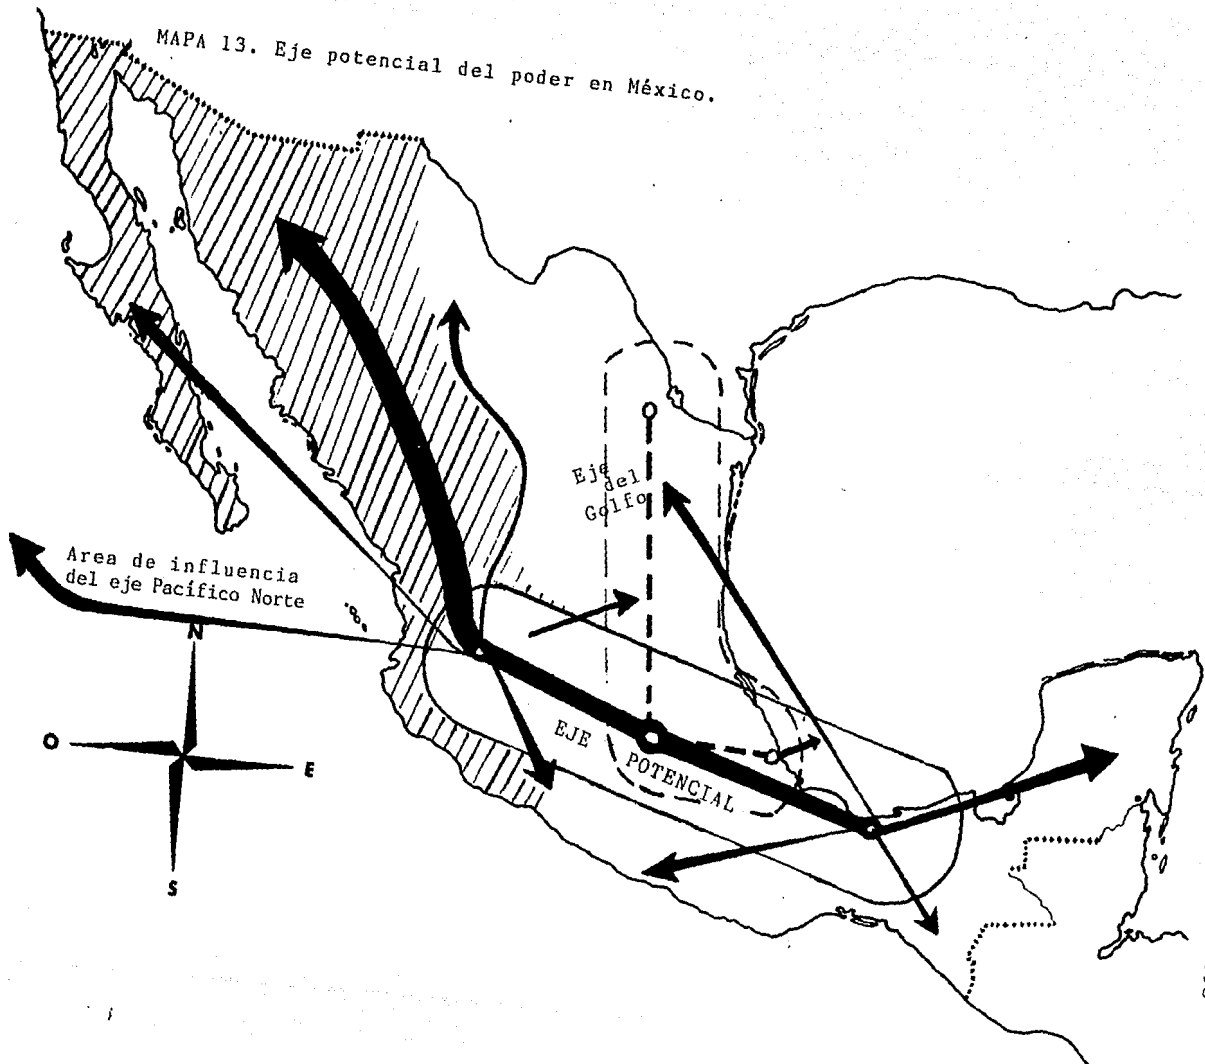 MAPA 13. Eje potencial del poder en México.
Eje
del
Golfo
Area de influencia
del eje Pacífico Norte
N
O
E
S
EJE
POTENCIAL